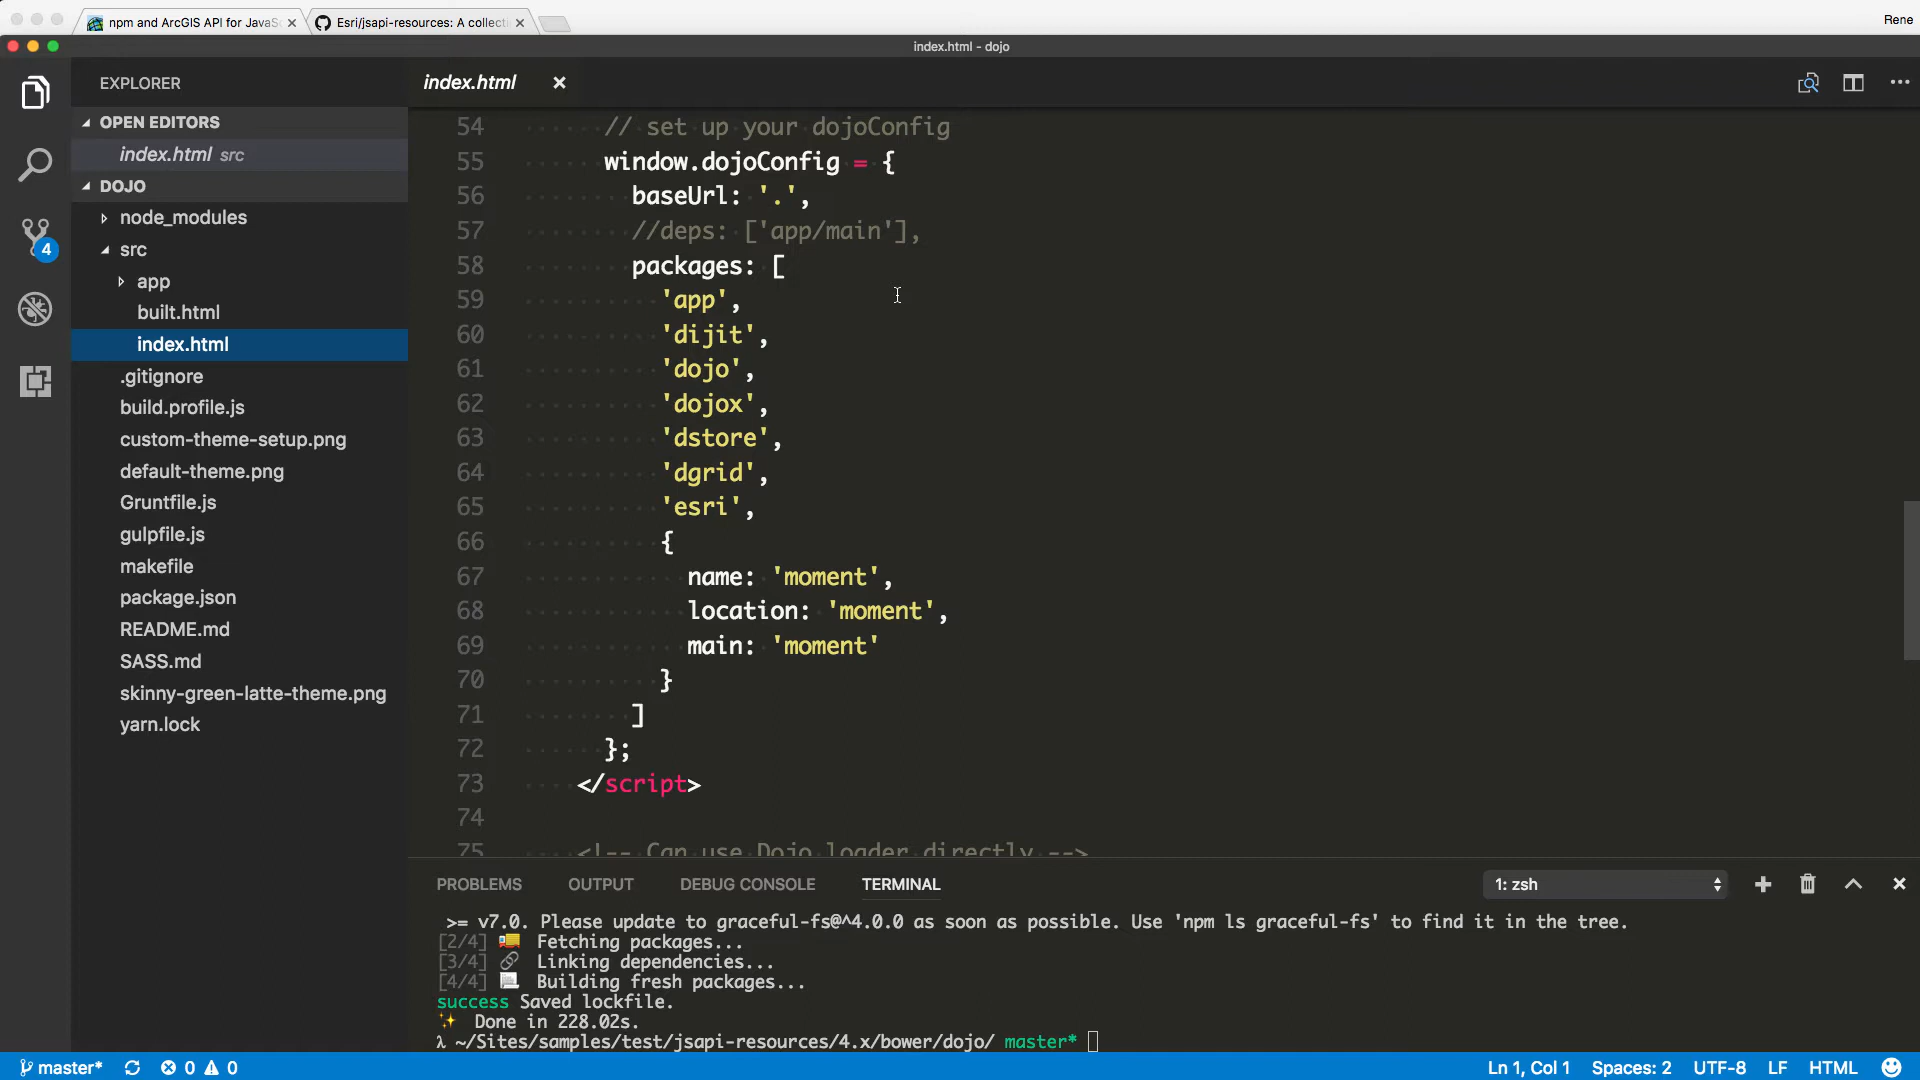 npm and ArcGIS API for JavaS
Esri/jsapi-resources: A collecti
Rene
index.html - dojo
EXPLORER
OPEN EDITORS
index.html src
DOJO
node_modules
src
app
built.html
index.html
.gitignore
build.profile.js
custom-theme-setup.png
default-theme.png
Gruntfile.js
gulpfile.js
makefile
package.json
README.md
SASS.md
skinny-green-latte-theme.png
yarn.lock
4
index.html
54 // set up your dojoConfig
55 window.dojoConfig = {
56 baseUrl: '.',
57 //deps: ['app/main'],
58 packages: [
59 'app',
60 'dijit',
61 'dojo',
62 'dojox',
63 'dstore',
64 'dgrid',
65 'esri',
66 {
67 name: 'moment',
68 location: 'moment',
69 main: 'moment'
70 }
71 ]
72 };
73 </script>
74
75 <!-- Can use Dojo loader directly -->
PROBLEMS OUTPUT DEBUG CONSOLE TERMINAL 1: zsh
>= v7.0. Please update to graceful-fs@^4.0.0 as soon as possible. Use 'npm ls graceful-fs' to find it in the tree.
[2/4] 🚚 Fetching packages...
[3/4] 🔗 Linking dependencies...
[4/4] 📃 Building fresh packages...
success Saved lockfile.
✨ Done in 228.02s.
λ ~/Sites/samples/test/jsapi-resources/4.x/bower/dojo/ master*
master* 0 0 Ln 1, Col 1 Spaces: 2 UTF-8 LF HTML